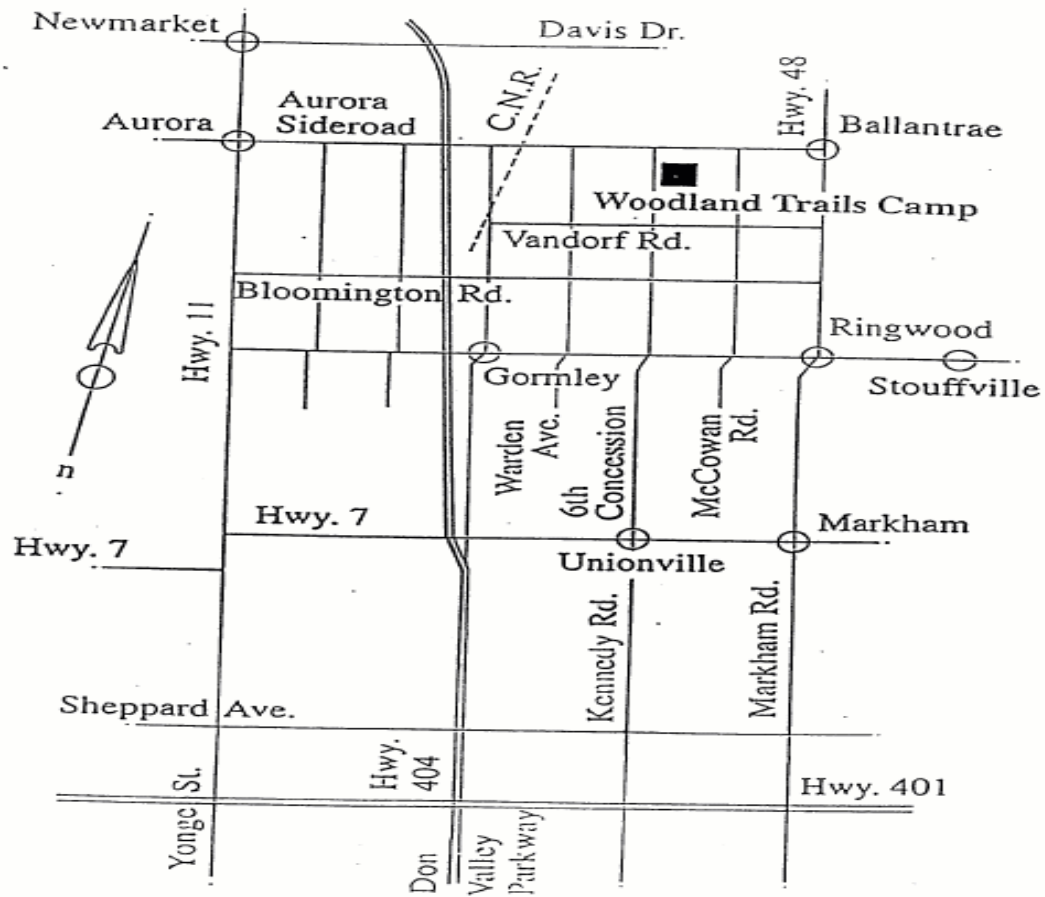 Newmarket
Davis Dr.
C.N.R.
Hwy. 48
Aurora
Aurora
Sideroad
Ballantrae
Woodland Trails Camp
Vandorf Rd.
Bloomington Rd.
Hwy. 11
Ringwood
Gormley
Stouffville
Warden
Ave.
6th
Concession
McCowan
Rd.
n
Hwy. 7
Hwy. 7
Markham
Unionville
Kennedy Rd.
Markham Rd.
Sheppard Ave.
Hwy.
404
Hwy. 401
Yonge St.
Don
Valley
Parkway